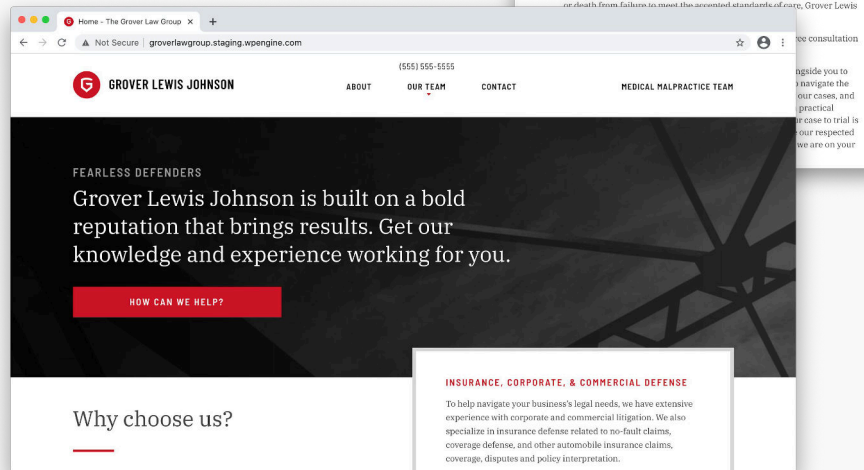 or death from failure to meet the accepted standards of care, Grover Lewis
Home - The Grover Law Group
Not Secure groverlawgroup.staging.wpengine.com
ree consultation
(555) 555-5555
GROVER LEWIS JOHNSON
ABOUT OUR TEAM CONTACT MEDICAL MALPRACTICE TEAM
ngside you to
navigate the
our cases, and
practical
r case to trial is
our respected
we are on your
FEARLESS DEFENDERS
Grover Lewis Johnson is built on a bold
reputation that brings results. Get our
knowledge and experience working for you.
HOW CAN WE HELP?
Why choose us?
INSURANCE, CORPORATE, & COMMERCIAL DEFENSE
To help navigate your business's legal needs, we have extensive
experience with corporate and commercial litigation. We also
specialize in insurance defense related to no-fault claims,
coverage defense, and other automobile insurance claims,
coverage, disputes and policy interpretation.